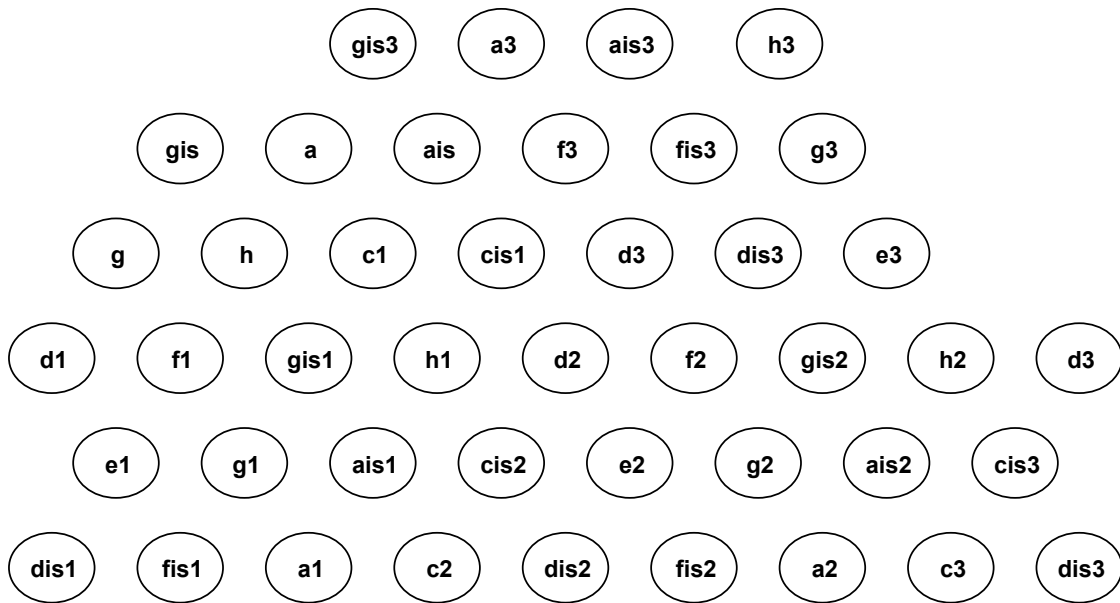 gis3 a3 ais3 h3
gis a ais f3 fis3 g3
g h c1 cis1 d3 dis3 e3
d1 f1 gis1 h1 d2 f2 gis2 h2 d3
e1 g1 ais1 cis2 e2 g2 ais2 cis3
dis1 fis1 a1 c2 dis2 fis2 a2 c3 dis3